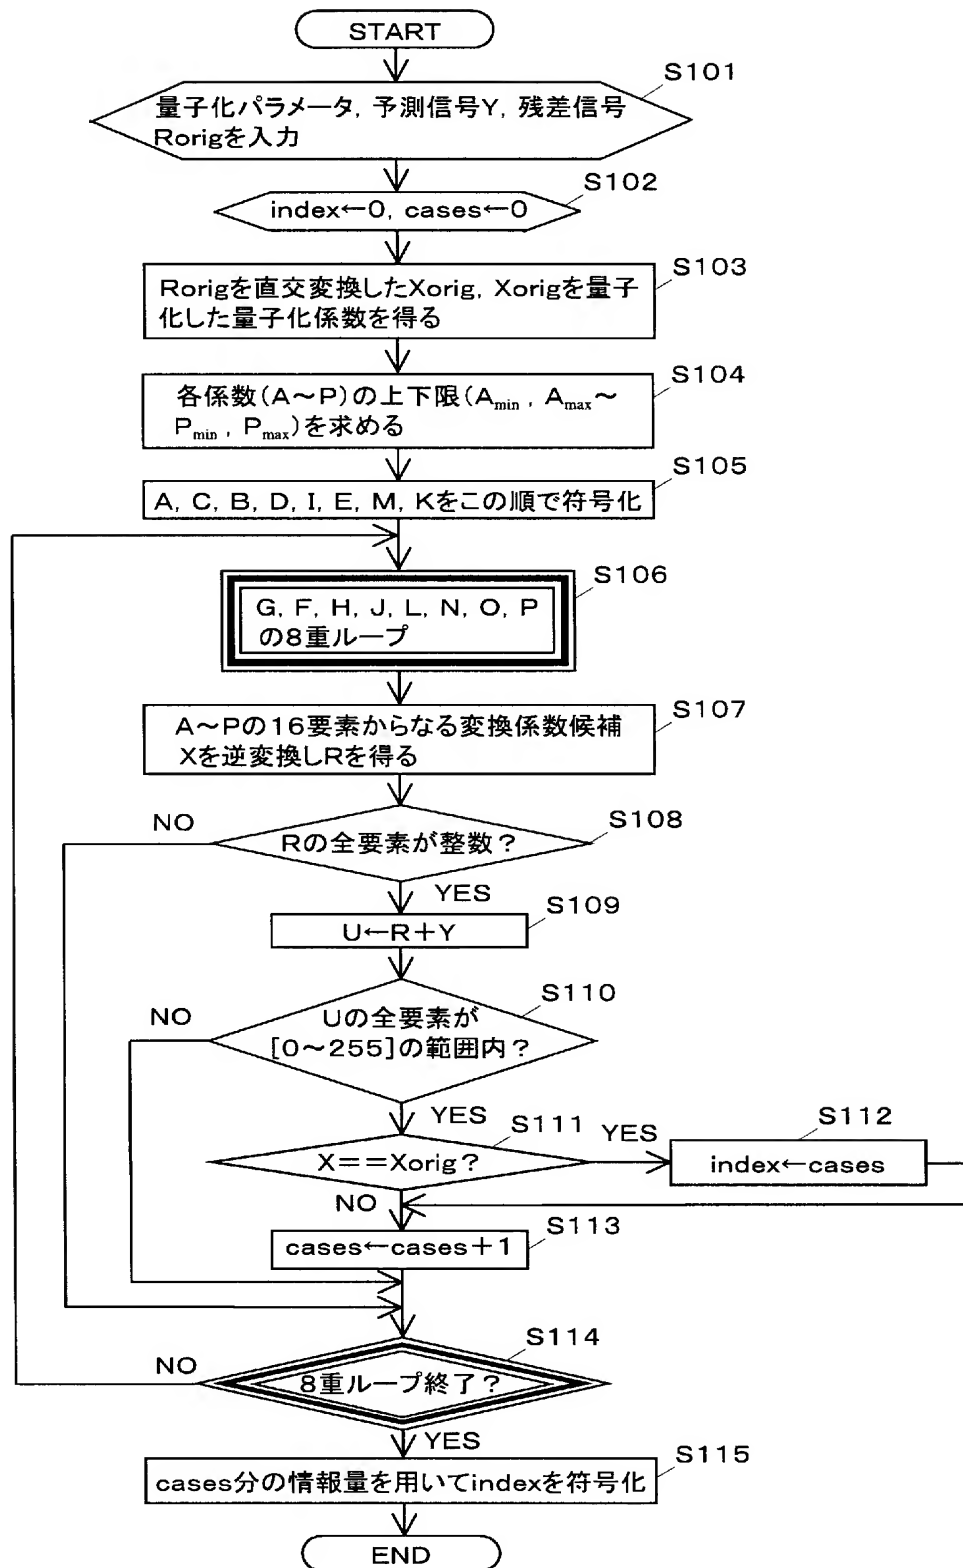 START
S101
量子化パラメータ, 予測信号Y, 残差信号
Rorigを入力
S102
index←0, cases←0
S103
Rorigを直交変換したXorig, Xorigを量子
化した量子化係数を得る
S104
各係数(A～P)の上下限(Amin , Amax～
Pmin , Pmax)を求める
S105
A, C, B, D, I, E, M, Kをこの順で符号化
S106
G, F, H, J, L, N, O, P
の8重ループ
S107
A～Pの16要素からなる変換係数候補
Xを逆変換しRを得る
NO
S108
Rの全要素が整数？
YES
S109
U←R＋Y
S110
NO
Uの全要素が
[0～255]の範囲内？
YES
S111
YES
S112
X＝＝Xorig？
index←cases
NO
S113
cases←cases＋1
S114
NO
8重ループ終了？
YES
S115
cases分の情報量を用いてindexを符号化
END